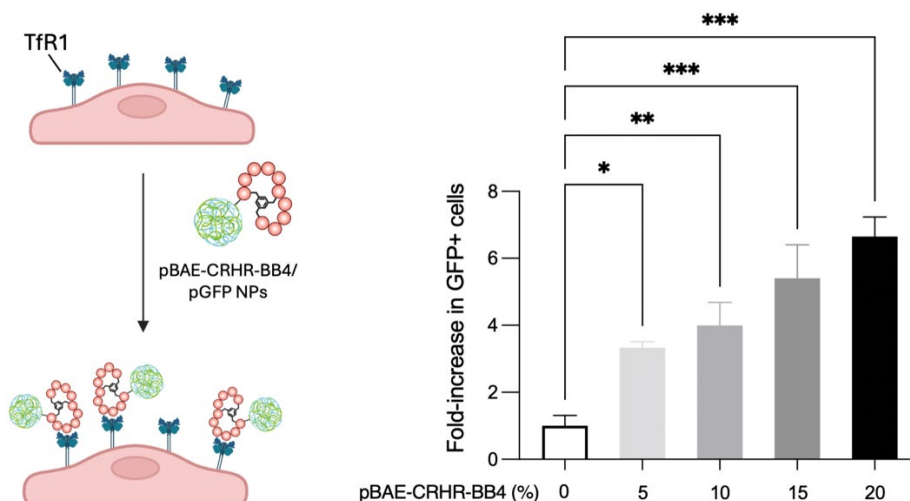 TfR1
pBAE-CRHR-BB4/
pGFP NPs
***
***
**
*
Fold-increase in GFP+ cells
8
6
4
2
0
pBAE-CRHR-BB4 (%) 0 5 10 15 20